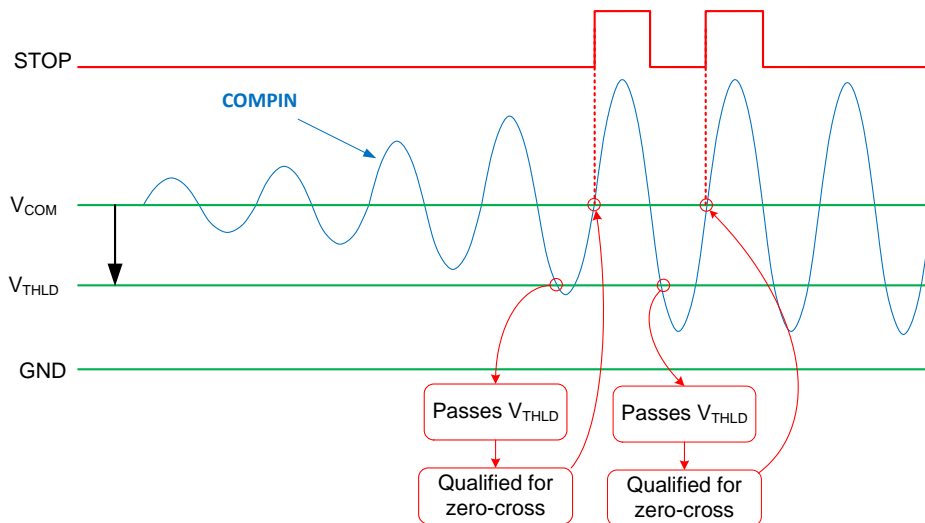 STOP
COMPIN
VCOM
VTHLD
GND
Passes VTHLD
Passes VTHLD
Qualified for
zero-cross
Qualified for
zero-cross